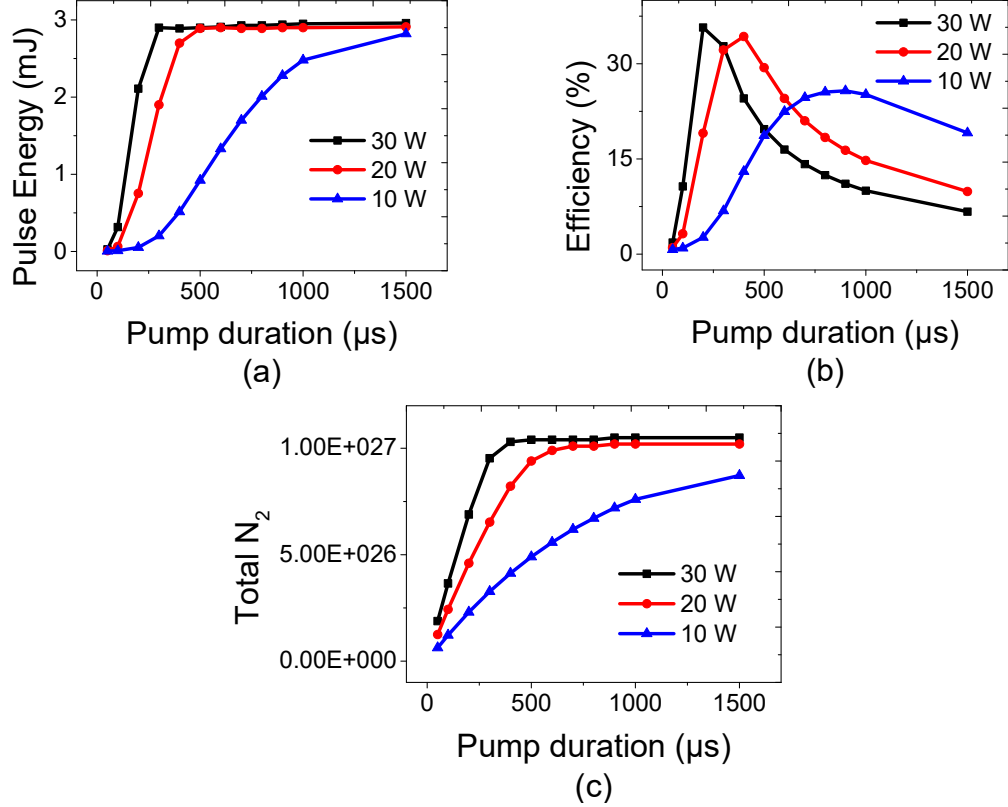 3
2
1
0
Pulse Energy (mJ)
30 W
20 W
10 W
0 500 1000 1500
Pump duration (µs)
(a)
30
15
0
Efficiency (%)
30 W
20 W
10 W
0 500 1000 1500
Pump duration (µs)
(b)
1.00E+027
5.00E+026
0.00E+000
Total N₂
30 W
20 W
10 W
0 500 1000 1500
Pump duration (µs)
(c)